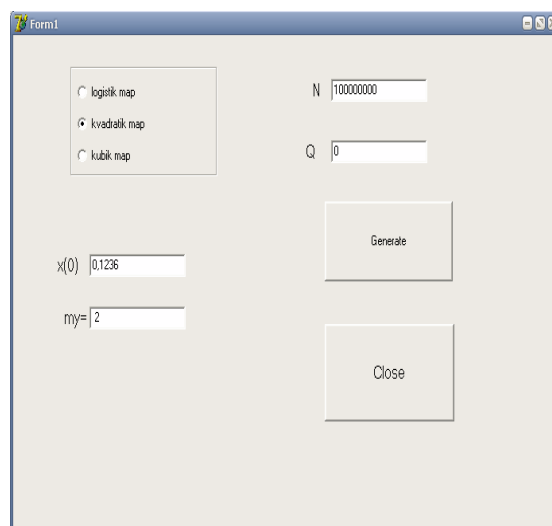 Form1
logistik map
kvadratik map
kubik map
N 100000000
Q 0
Generate
x(0) 0,1236
my= 2
Close